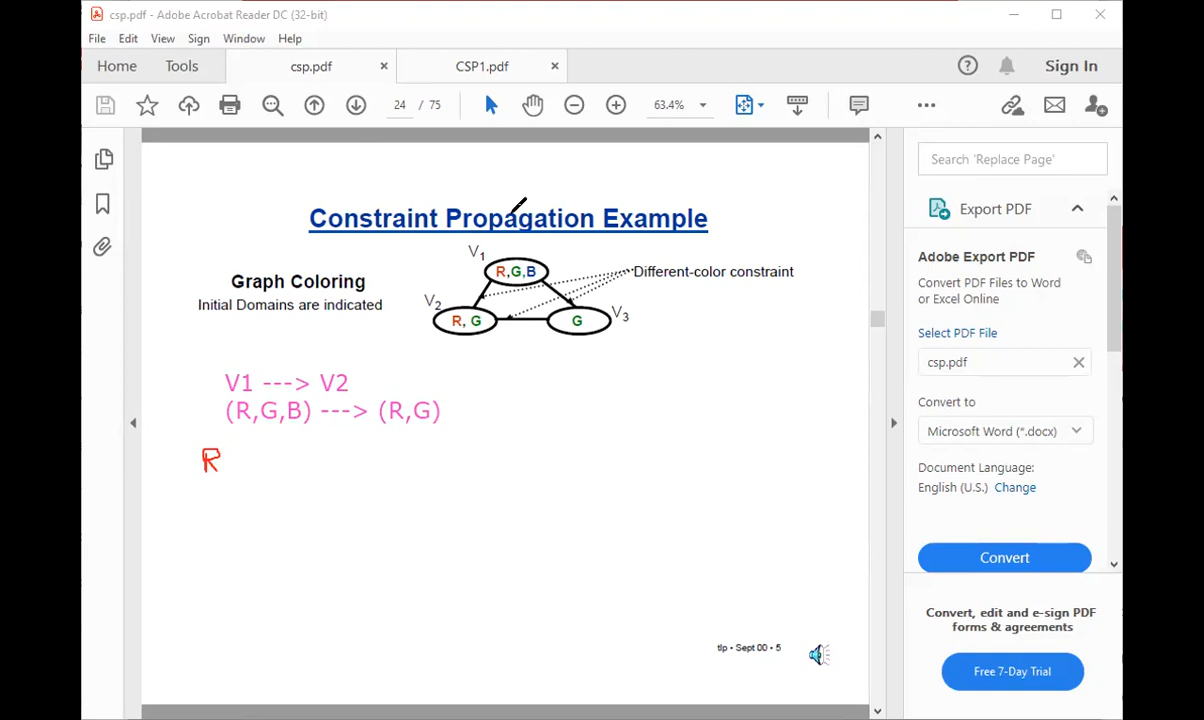 csp.pdf - Adobe Acrobat Reader DC (32-bit)
File Edit View Sign Window Help
Home Tools csp.pdf CSP1.pdf Sign In
24 / 75 63.4%
Constraint Propagation Example
Graph Coloring
Initial Domains are indicated
V1
R,G,B
Different-color constraint
V2
R, G
G
V3
V1 ---> V2
(R,G,B) ---> (R,G)
R
tlp • Sept 00 • 5
Search 'Replace Page'
Export PDF
Adobe Export PDF
Convert PDF Files to Word
or Excel Online
Select PDF File
csp.pdf
Convert to
Microsoft Word (*.docx)
Document Language:
English (U.S.) Change
Convert
Convert, edit and e-sign PDF
forms & agreements
Free 7-Day Trial